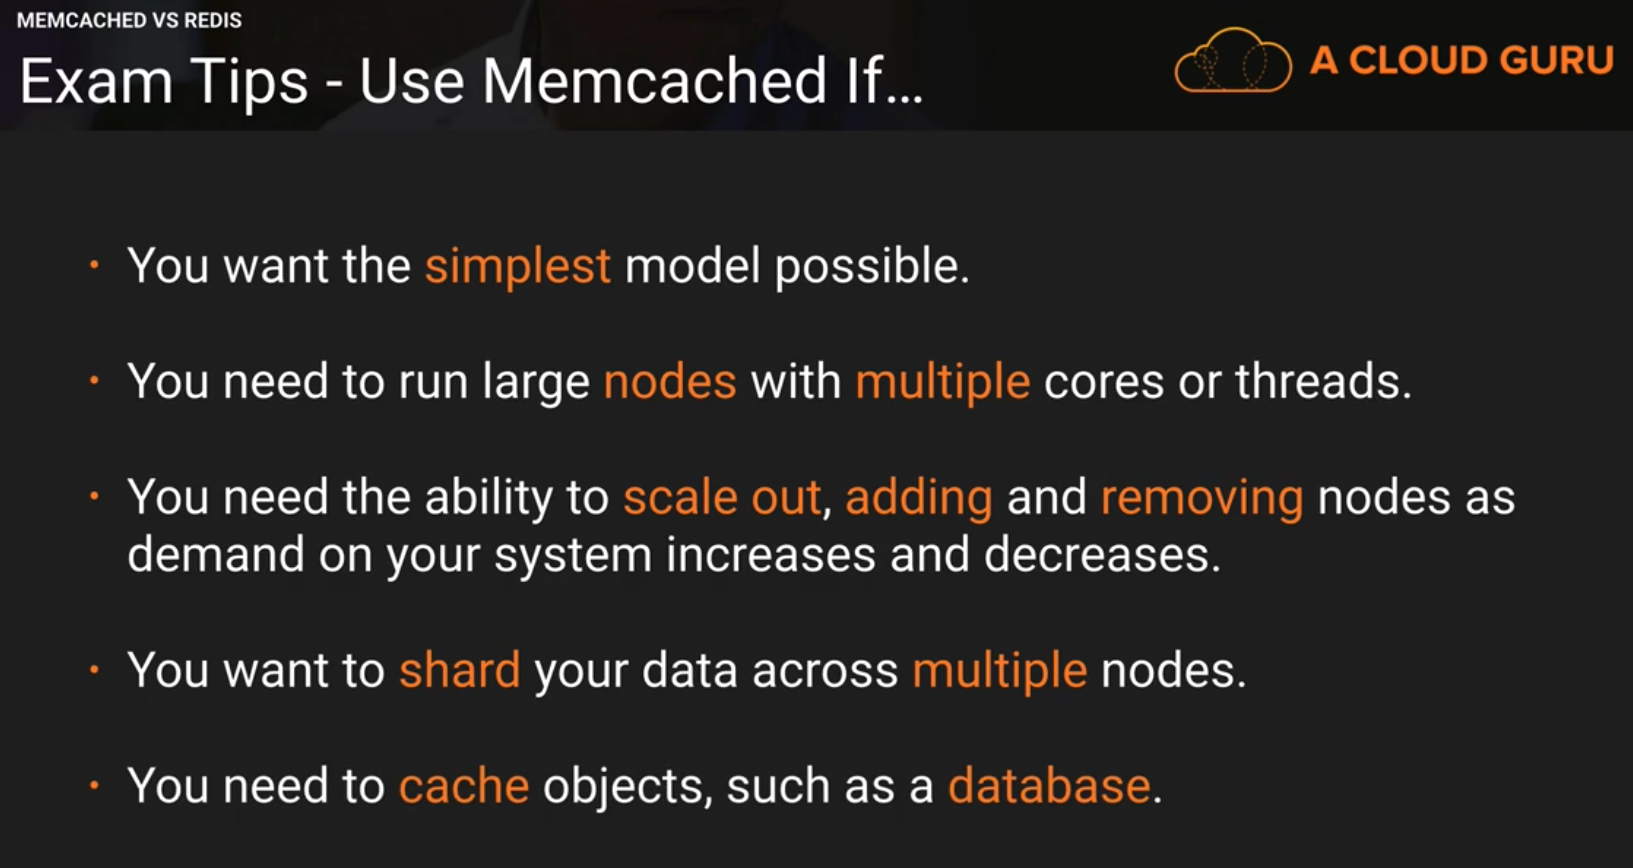 MEMCACHED VS REDIS
Exam Tips - Use Memcached If...
A CLOUD GURU
• You want the simplest model possible.
• You need to run large nodes with multiple cores or threads.
• You need the ability to scale out, adding and removing nodes as
demand on your system increases and decreases.
• You want to shard your data across multiple nodes.
• You need to cache objects, such as a database.